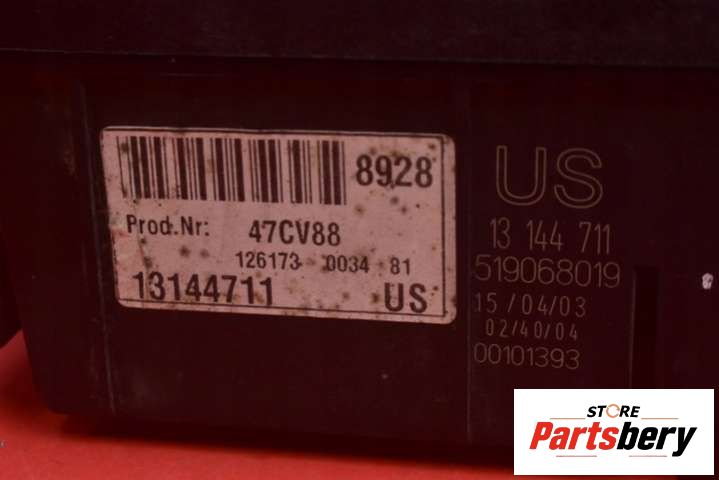 8928
Prod.Nr: 47CV88
126173 0034 81
13144711 US
US
13 144 711
519068019
15/04/03
02/40/04
00101393
STORE
Partsbery